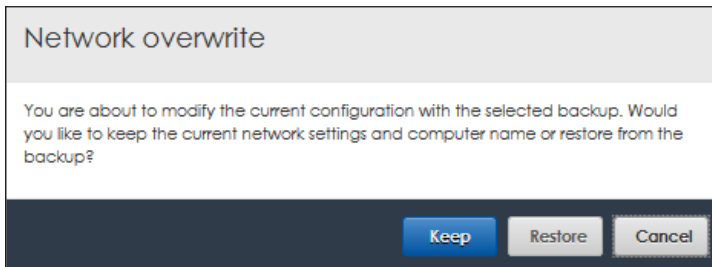 Network overwrite
You are about to modify the current configuration with the selected backup. Would
you like to keep the current network settings and computer name or restore from the
backup?
Keep
Restore
Cancel